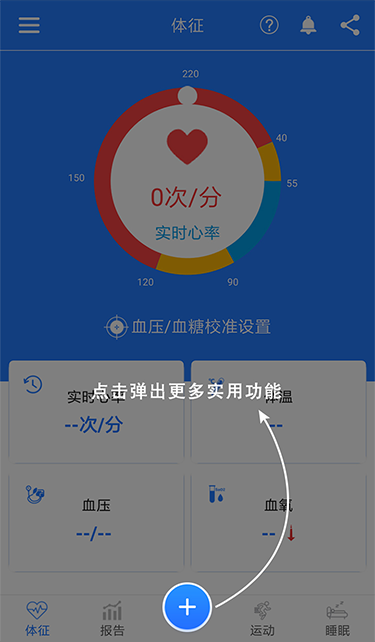 体征
220
40
150
55
0次/分
实时心率
120
90
血压/血糖校准设置
点击弹出更多实用功能
实时心率
体温
--次/分
--
血压
血氧
--/--
--
体征
报告
运动
睡眠